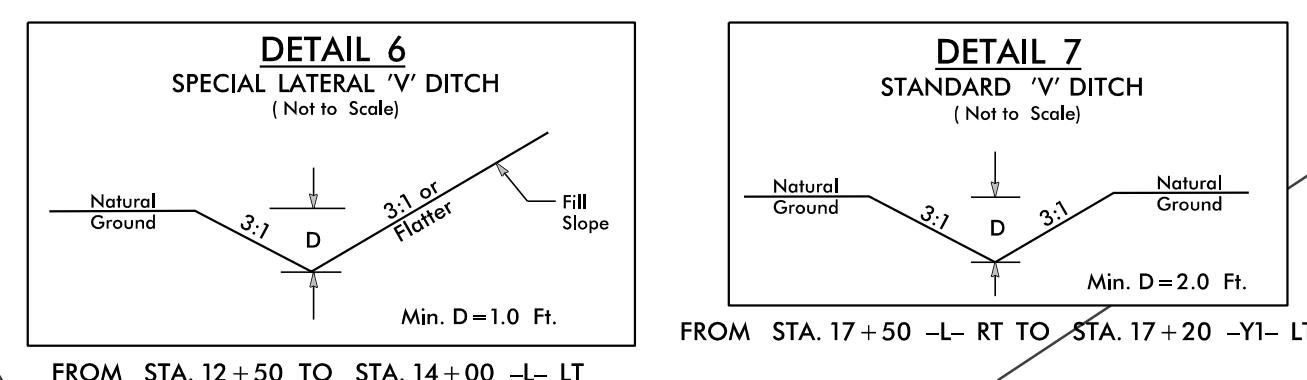 DETAIL 6
SPECIAL LATERAL 'V' DITCH
( Not to Scale)
Natural
Ground
3:1
D
3:1 or
Flatter
Fill
Slope
Min. D=1.0 Ft.
FROM STA. 12+50 TO STA. 14+00 -L- LT
DETAIL 7
STANDARD 'V' DITCH
( Not to Scale)
Natural
Ground
3:1
D
3:1
Natural
Ground
Min. D=2.0 Ft.
FROM STA. 17+50 -L- RT TO STA. 17+20 -Y1- LT